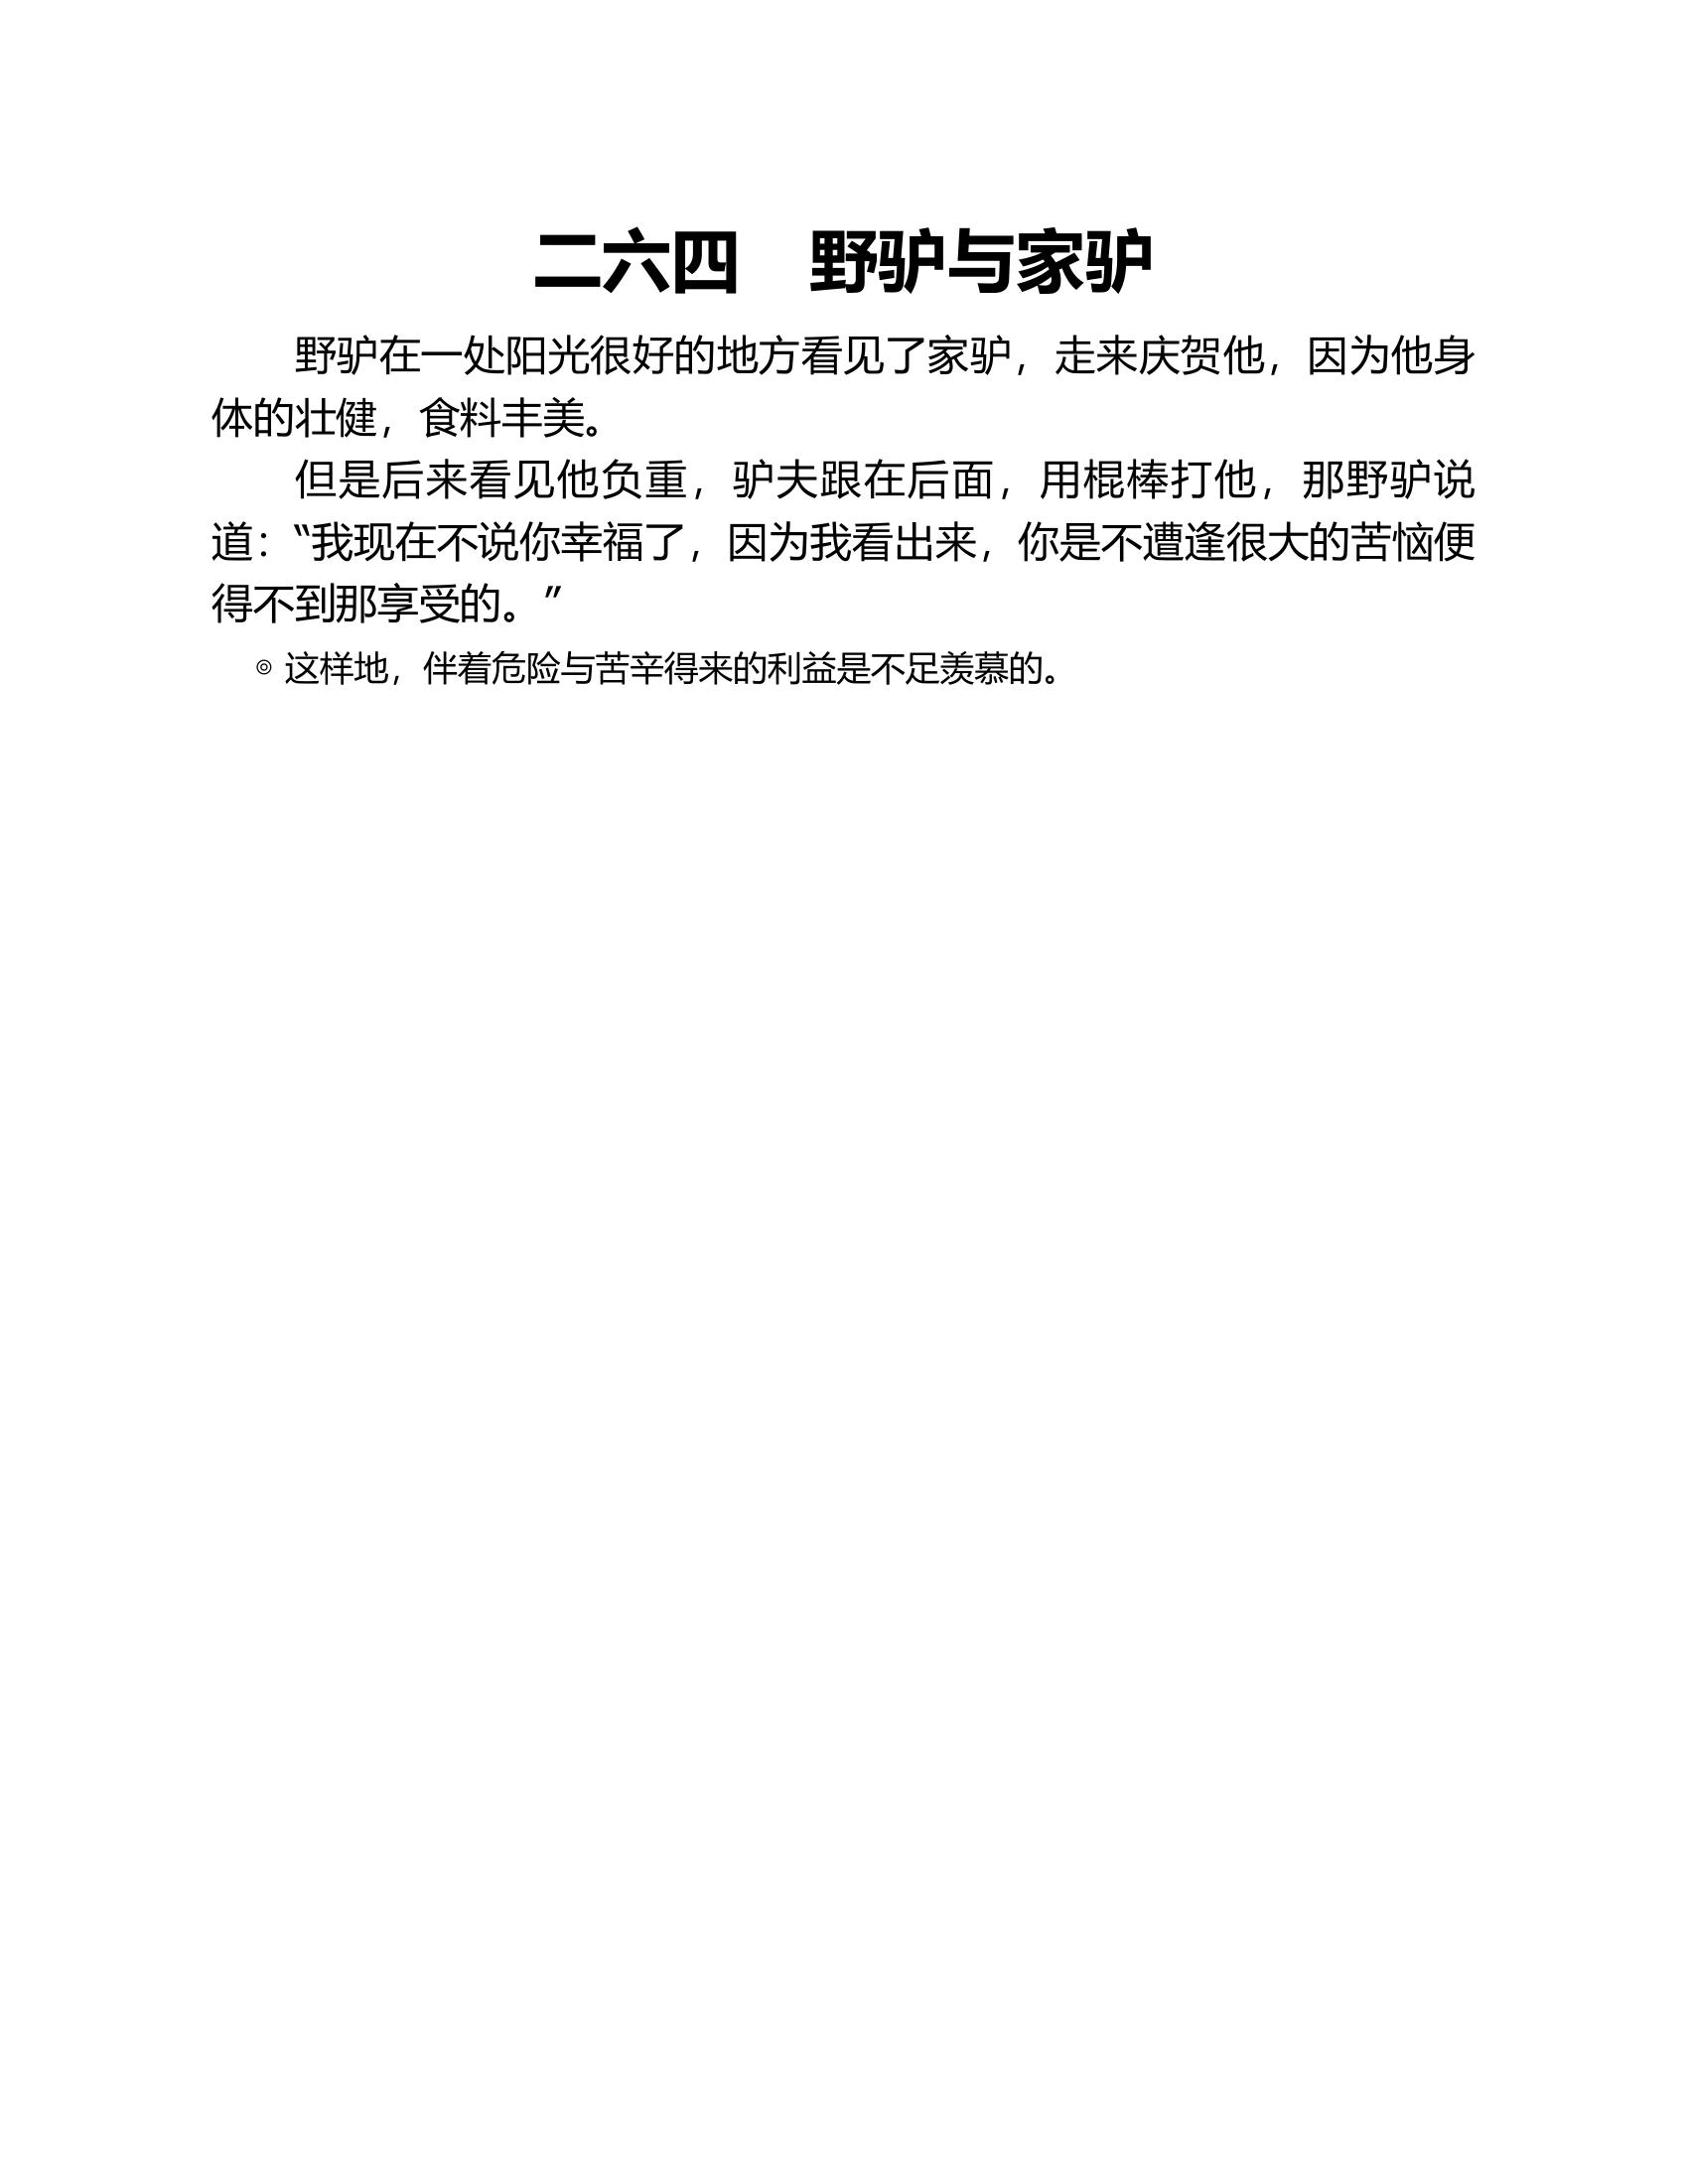 二六四　野驴与家驴
野驴在一处阳光很好的地方看见了家驴，走来庆贺他，因为他身
体的壮健，食料丰美。
但是后来看见他负重，驴夫跟在后面，用棍棒打他，那野驴说
道：“我现在不说你幸福了，因为我看出来，你是不遭逢很大的苦恼便
得不到那享受的。”
◎ 这样地，伴着危险与苦辛得来的利益是不足羡慕的。